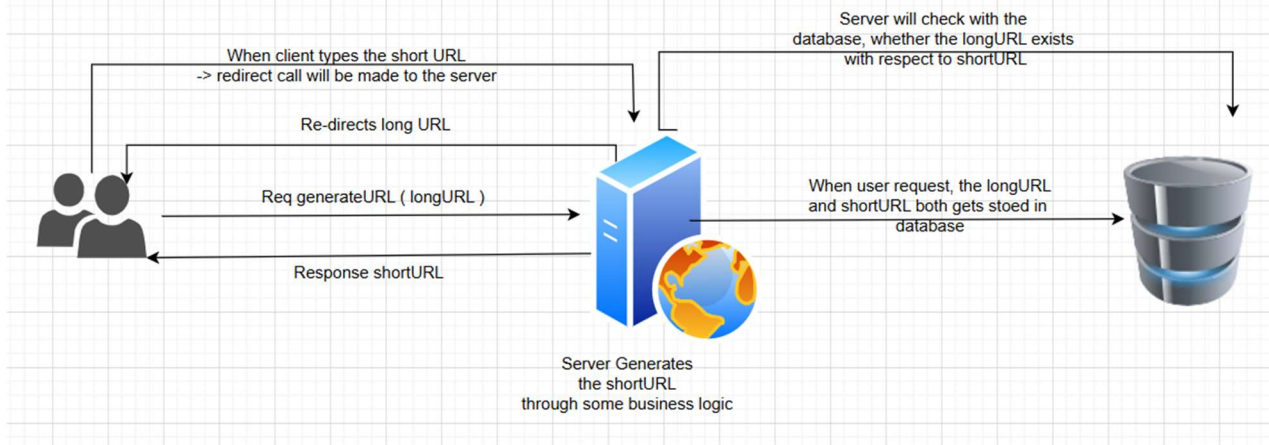 When client types the short URL
-> redirect call will be made to the server
Server will check with the
database, whether the longURL exists
with respect to shortURL
Re-directs long URL
Req generateURL ( longURL )
When user request, the longURL
and shortURL both gets stoed in
database
Response shortURL
Server Generates
the shortURL
through some business logic